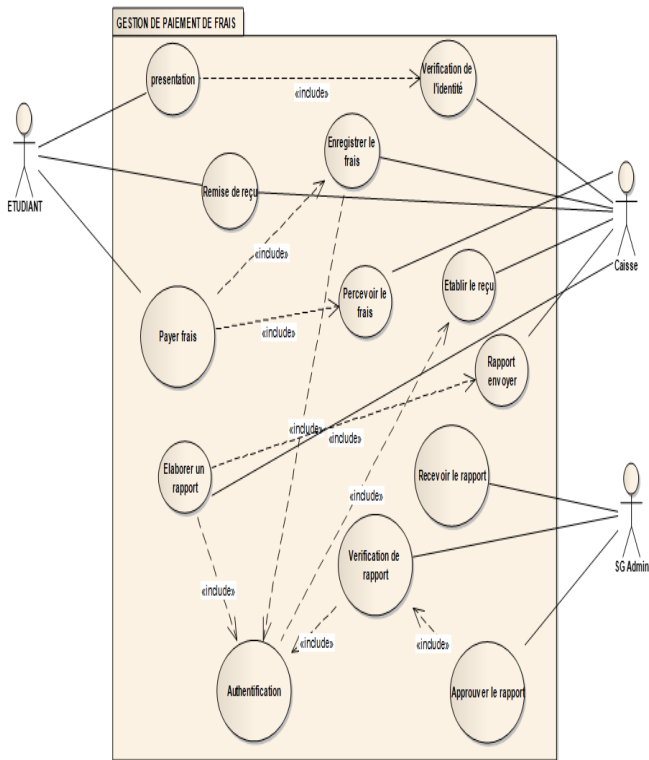 GESTION DE PAIEMENT DE FRAIS
presentation
Verification de
l'identité
«include»
Enregistrer le
frais
ETUDIANT
Remise de reçu
Caisse
«include»
Percevoir le
frais
Etablir le reçu
Payer frais
«include»
Rapport
envoyer
«include»
«include»
Elaborer un
rapport
Recevoir le rapport
«include»
Verification de
rapport
SG Admin
«include»
«include»
«include»
Authentification
Approuver le rapport